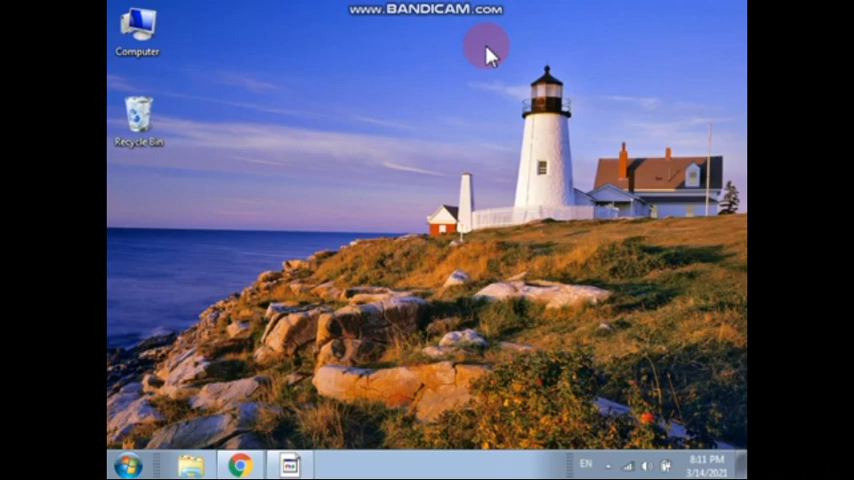 www.BANDICAM.com
Computer
Recycle Bin
EN
8:11 PM
3/14/2021